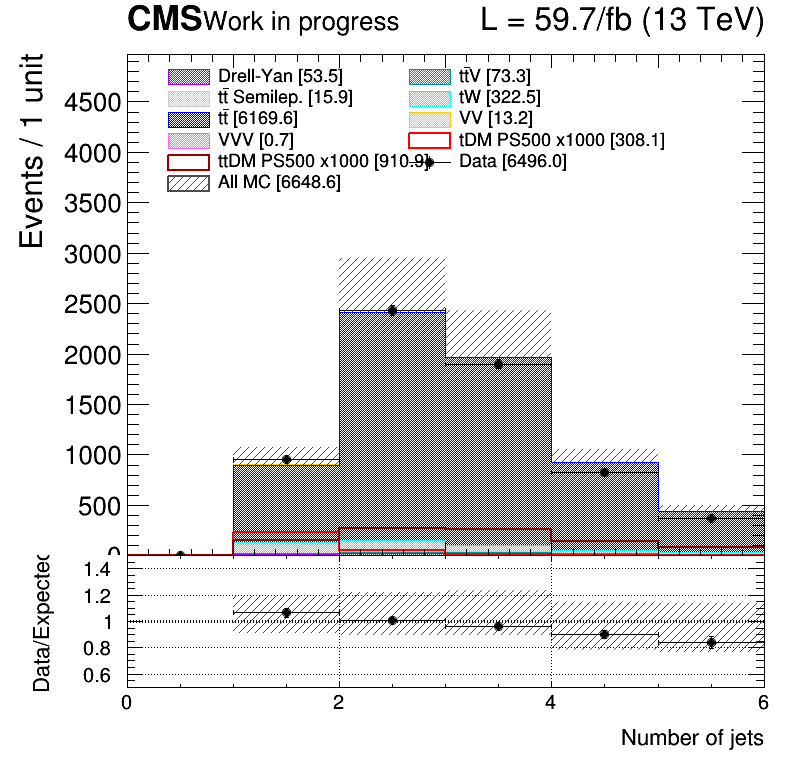 CMS Work in progress L = 59.7/fb (13 TeV)
Events / 1 unit
Drell-Yan [53.5] tt̄V [73.3]
tt̄ Semilep. [15.9] tW [322.5]
tt̄ [6169.6] VV [13.2]
VVV [0.7] tDM PS500 x1000 [308.1]
ttDM PS500 x1000 [910.9] Data [6496.0]
All MC [6648.6]
4500
4000
3500
3000
2500
2000
1500
1000
500
0
Data/Expected
1.4
1.2
1
0.8
0.6
0 2 4 6
Number of jets